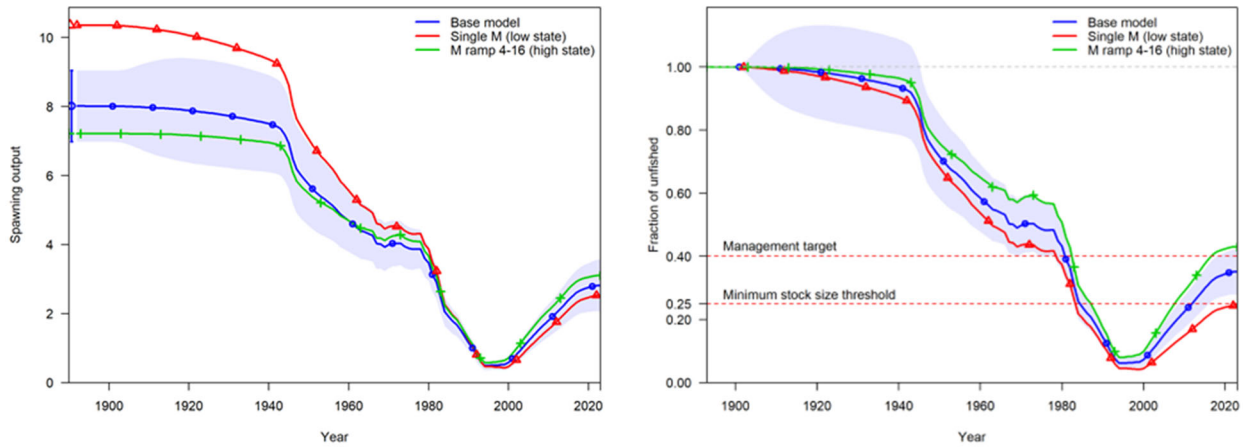 Base model
Single M (low state)
M ramp 4-16 (high state)
Spawning output
10
8
6
4
2
0
1900 1920 1940 1960 1980 2000 2020
Year
Base model
Single M (low state)
M ramp 4-16 (high state)
Fraction of unfished
1.00
0.80
0.60
Management target
0.40
Minimum stock size threshold
0.25
0.20
0.00
1900 1920 1940 1960 1980 2000 2020
Year